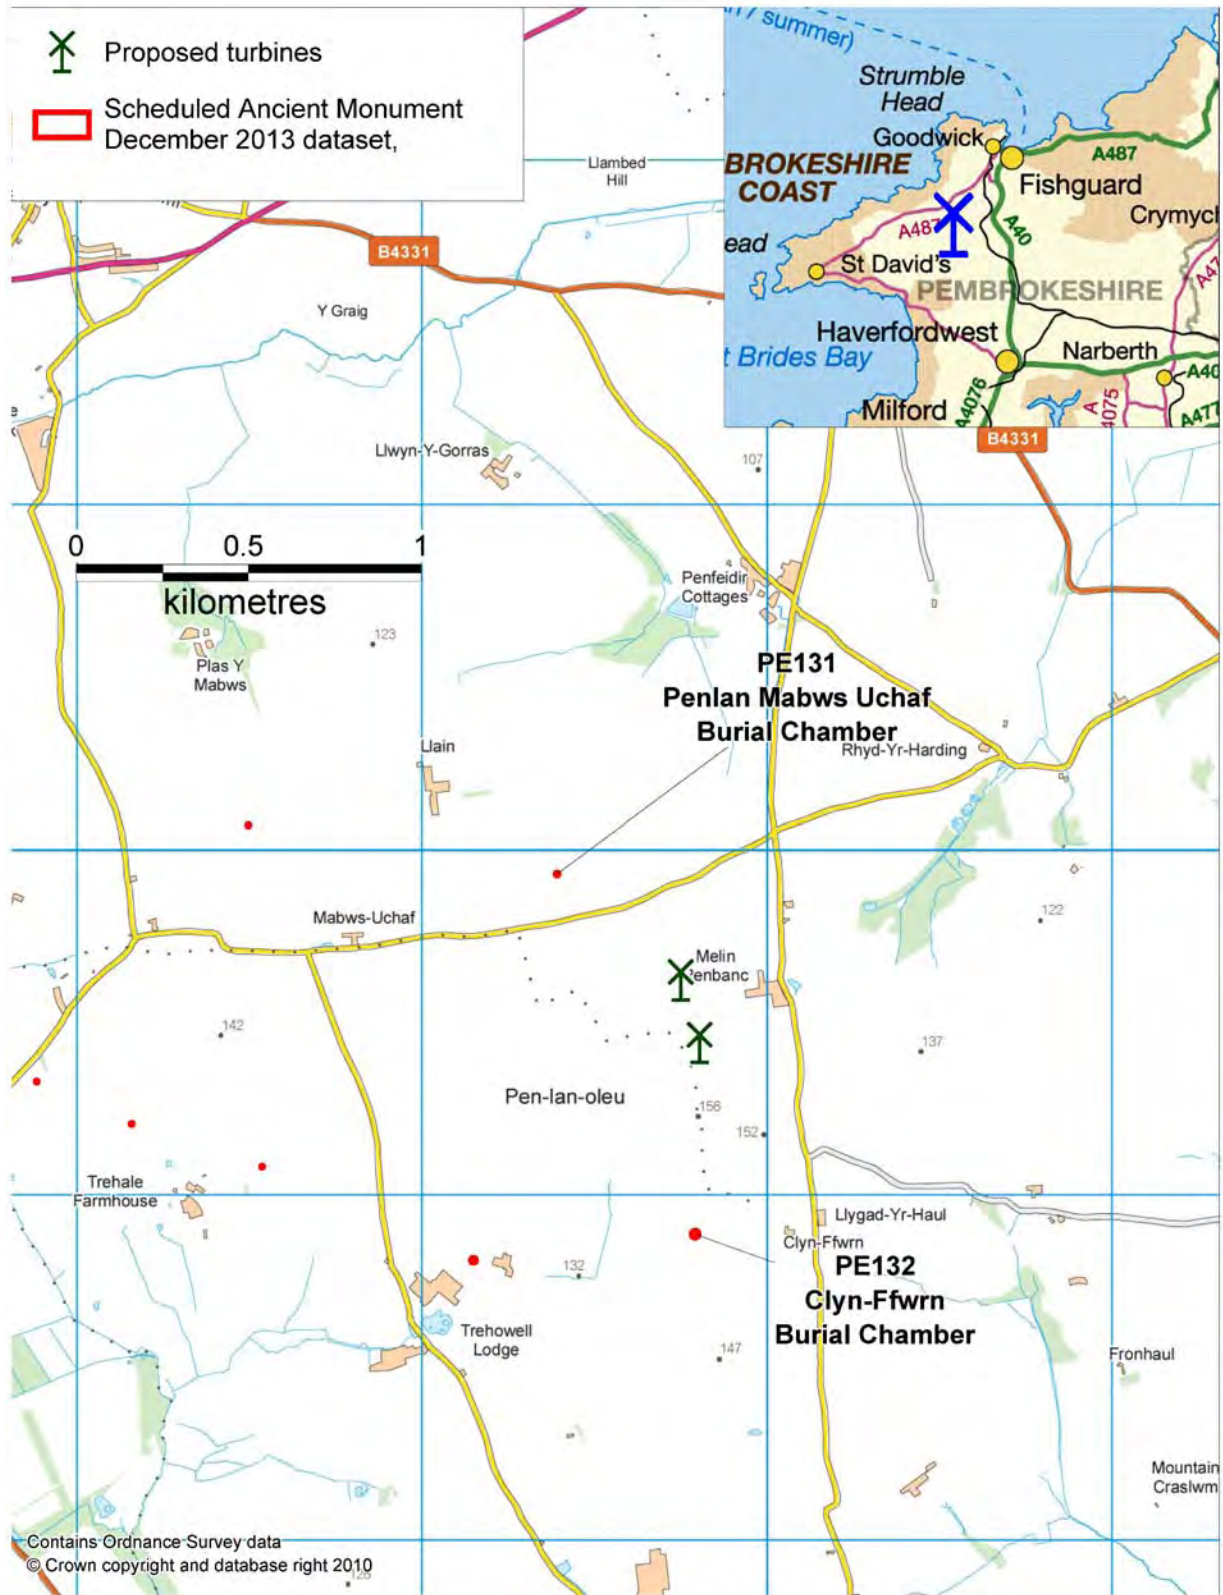 Proposed turbines
Scheduled Ancient Monument
December 2013 dataset,
summer)
Strumble
Head
Goodwick
A487
BROKESHIRE
COAST
Fishguard
Crymych
A487
A40
ead
St David's
PEMBROKESHIRE
Haverfordwest
Narberth
t Brides Bay
A40
A4076
A
4075
A477
Milford
Llambed
Hill
B4331
Y Graig
B4331
Llwyn-Y-Gorras
107
0 0.5 1
kilometres
Penfeidir
Cottages
123
Plas Y
Mabws
PE131
Penlan Mabws Uchaf
Burial Chamber
Llain
Rhyd-Yr-Harding
Mabws-Uchaf
122
Melin
Penbanc
142
137
Pen-lan-oleu
156
152
Trehale
Farmhouse
Llygad-Yr-Haul
Clyn-Ffwrn
132
PE132
Clyn-Ffwrn
Burial Chamber
Trehowell
Lodge
147
Fronhaul
Mountain
Craslwm
Contains Ordnance Survey data
© Crown copyright and database right 2010